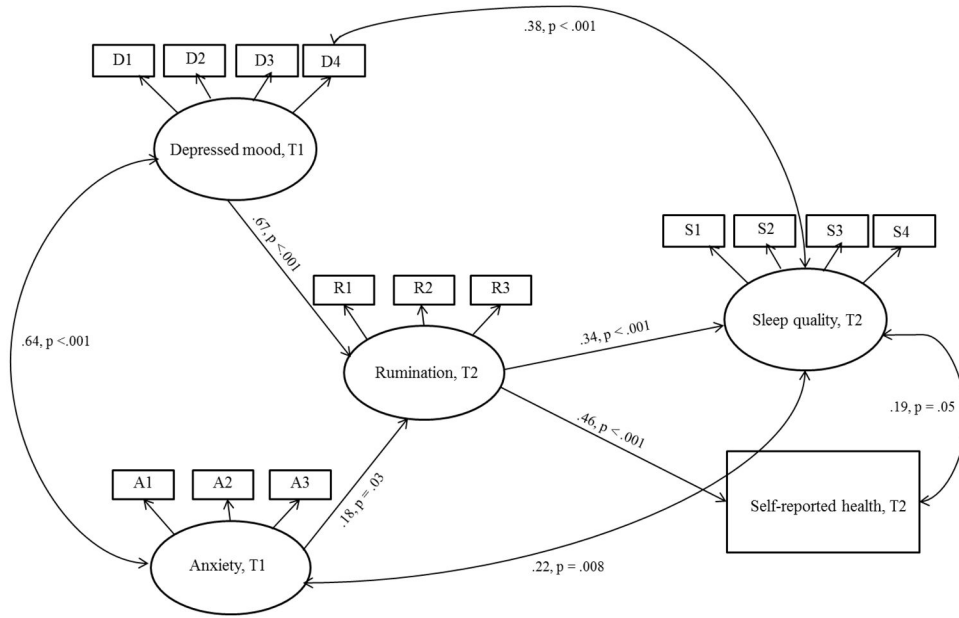 .38, p < .001
D1
D2
D3
D4
Depressed mood, T1
.67, p <.001
S1
S2
S3
S4
R1
R2
R3
Sleep quality, T2
.64, p <.001
.34, p < .001
Rumination, T2
.46, p < .001
.19, p = .05
A1
A2
A3
.18, p = .03
Self-reported health, T2
Anxiety, T1
.22, p = .008